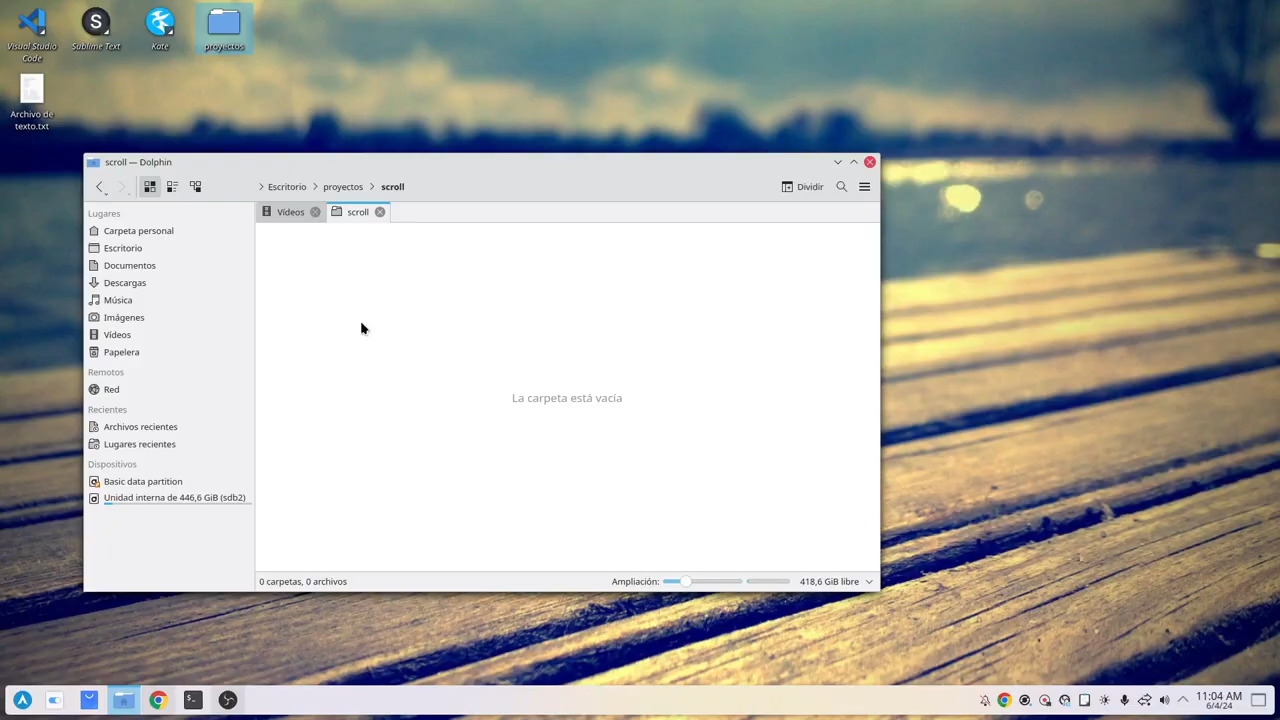 Visual Studio
Code
Sublime Text
Kate
proyectos
Archivo de
texto.txt
scroll — Dolphin
Escritorio
proyectos
scroll
Dividir
Vídeos
scroll
Lugares
Carpeta personal
Escritorio
Documentos
Descargas
Música
Imágenes
Vídeos
Papelera
Remotos
Red
Recientes
Archivos recientes
Lugares recientes
Dispositivos
Basic data partition
Unidad interna de 446,6 GiB (sdb2)
La carpeta está vacía
0 carpetas, 0 archivos
Ampliación:
418,6 GiB libre
11:04 AM
6/4/24